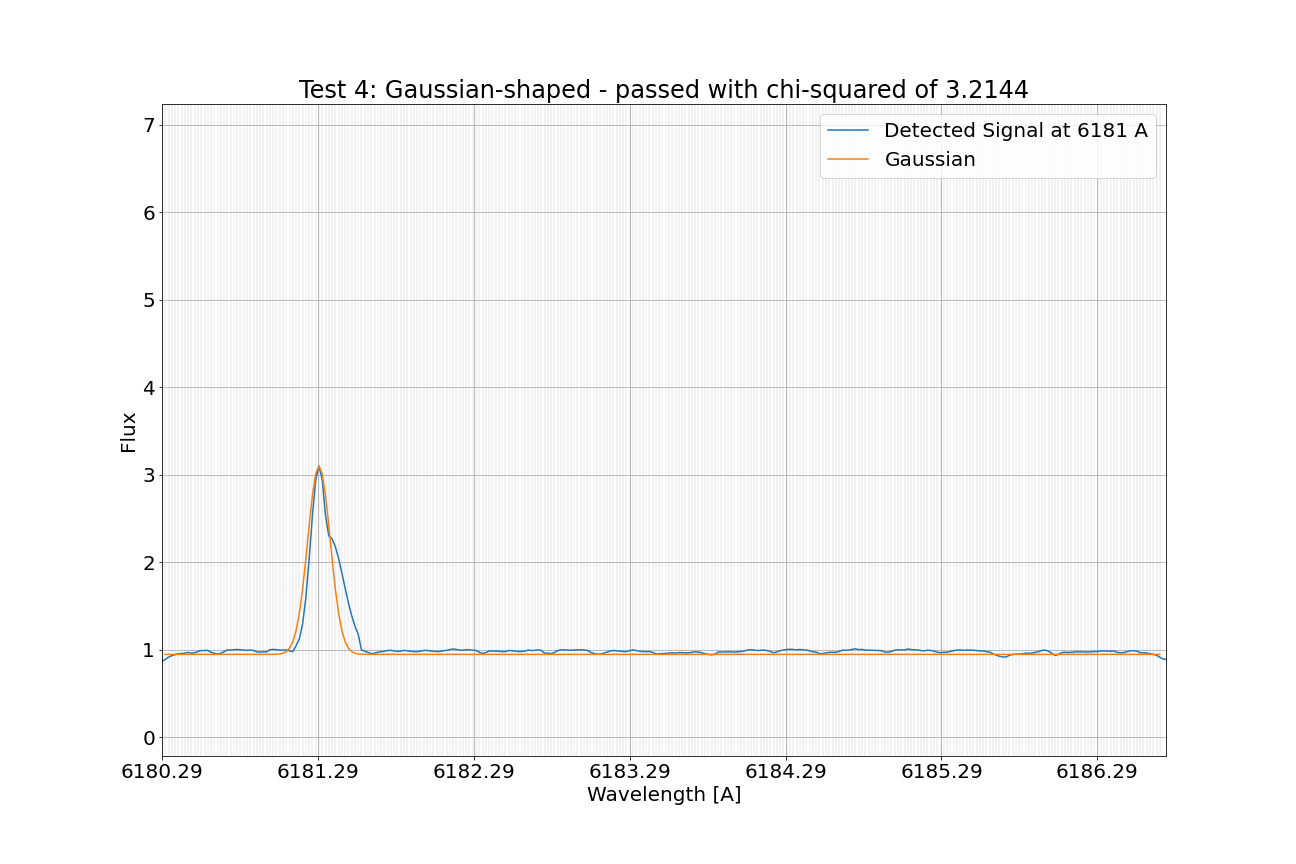 Test 4: Gaussian-shaped - passed with chi-squared of 3.2144
Detected Signal at 6181 A
Gaussian
7
6
5
4
3
2
1
0
Flux
6180.29 6181.29 6182.29 6183.29 6184.29 6185.29 6186.29
Wavelength [A]